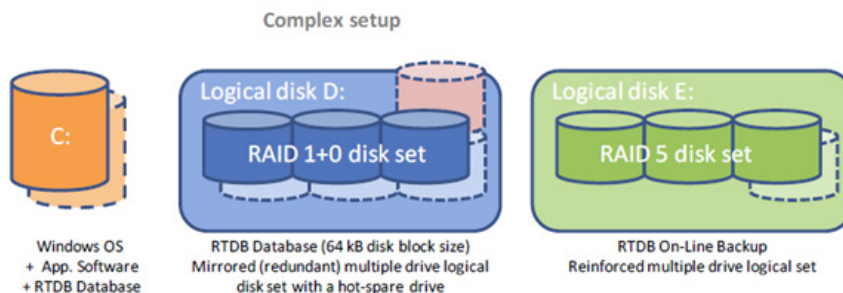 Complex setup
C:
Logical disk D:
RAID 1+0 disk set
Logical disk E:
RAID 5 disk set
Windows OS
+ App. Software
+ RTDB Database
RTDB Database (64 kB disk block size)
Mirrored (redundant) multiple drive logical
disk set with a hot-spare drive
RTDB On-Line Backup
Reinforced multiple drive logical set